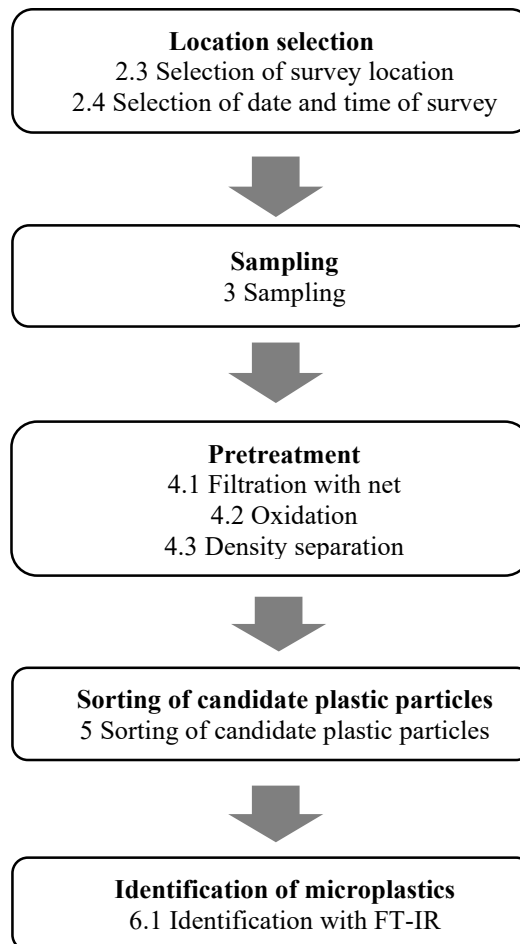 Location selection
2.3 Selection of survey location
2.4 Selection of date and time of survey
Sampling
3 Sampling
Pretreatment
4.1 Filtration with net
4.2 Oxidation
4.3 Density separation
Sorting of candidate plastic particles
5 Sorting of candidate plastic particles
Identification of microplastics
6.1 Identification with FT-IR